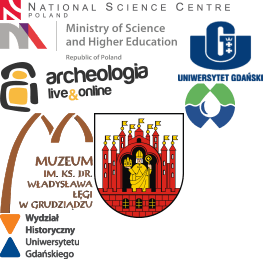 NATIONAL SCIENCE CENTRE
POLAND
Ministry of Science
and Higher Education
Republic of Poland
UNIWERSYTET GDAŃSKI
archeologia
live&online
MUZEUM
IM. KS. DR.
WŁADYSŁAWA
ŁĘGI
W GRUDZIĄDZU
Wydział
Historyczny
Uniwersytetu
Gdańskiego